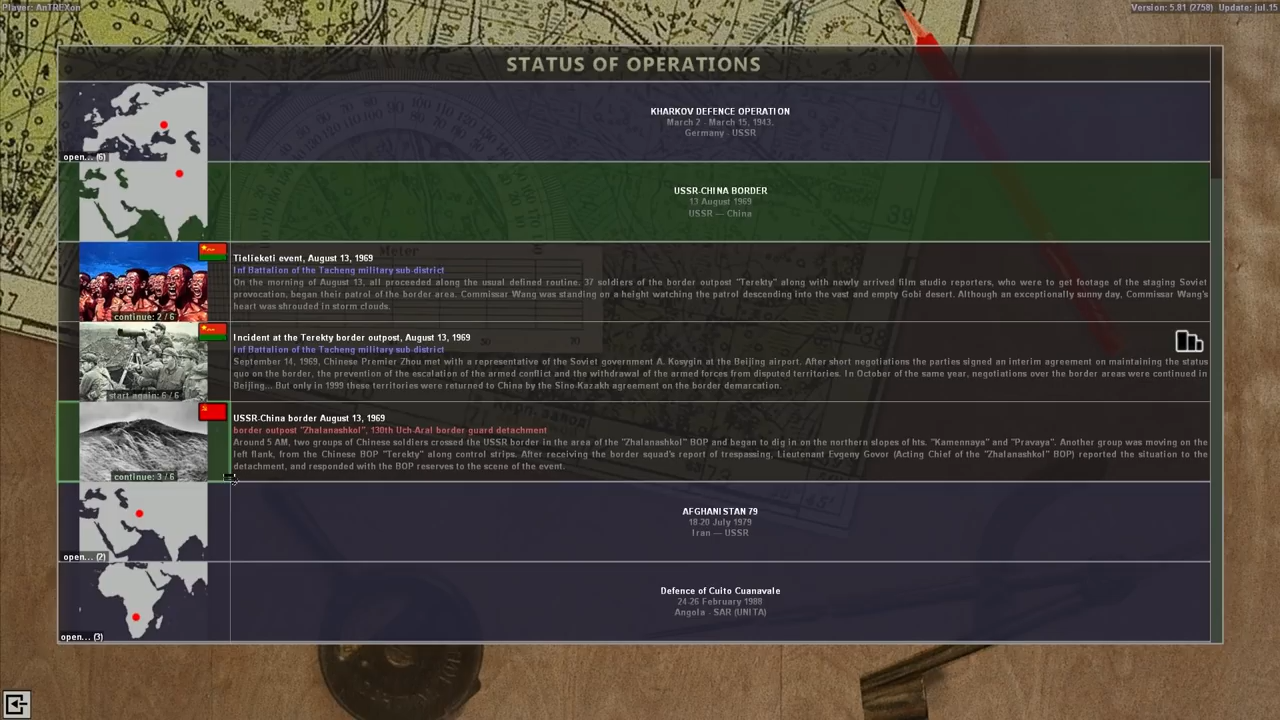 Player: AnTREXon
Version: 5.81 (2758) Update: jul.15
STATUS OF OPERATIONS
KHARKOV DEFENCE OPERATION
March 2 - March 15, 1943.
Germany - USSR
open... (6)
USSR-CHINA BORDER
13 August 1969
USSR — China
Tielieketi event, August 13, 1969
Inf Battalion of the Tacheng military sub-district
On the morning of August 13, all proceeded along the usual defined routine. 37 soldiers of the border outpost "Terekty" along with newly arrived film studio reporters, who were to get footage of the staging Soviet
provocation, began their patrol of the border area. Commissar Wang was standing on a height watching the patrol descending into the vast and empty Gobi desert. Although an exceptionally sunny day, Commissar Wang's
heart was shrouded in storm clouds.
continue: 2 / 6
Incident at the Terekty border outpost, August 13, 1969
Inf Battalion of the Tacheng military sub-district
September 14, 1969, Chinese Premier Zhou met with a representative of the Soviet government A. Kosygin at the Beijing airport. After short negotiations the parties signed an interim agreement on maintaining the status
quo on the border, the prevention of the escalation of the armed conflict and the withdrawal of the armed forces from disputed territories. In October of the same year, negotiations over the border areas were continued in
Beijing... But only in 1999 these territories were returned to China by the Sino-Kazakh agreement on the border demarcation.
start again: 6 / 6
USSR-China border August 13, 1969
border outpost "Zhalanashkol", 130th Uch-Aral border guard detachment
Around 5 AM, two groups of Chinese soldiers crossed the USSR border in the area of the "Zhalanashkol" BOP and began to dig in on the northern slopes of hts. "Kamennaya" and "Pravaya". Another group was moving on the
left flank, from the Chinese BOP "Terekty" along control strips. After receiving the border squad's report of trespassing, Lieutenant Evgeny Govor (Acting Chief of the "Zhalanashkol" BOP) reported the situation to the
detachment, and responded with the BOP reserves to the scene of the event.
continue: 3 / 6
AFGHANISTAN 79
18-20 July 1979
Iran — USSR
open... (2)
Defence of Cuito Cuanavale
24-26 February 1988
Angola - SAR (UNITA)
open... (3)